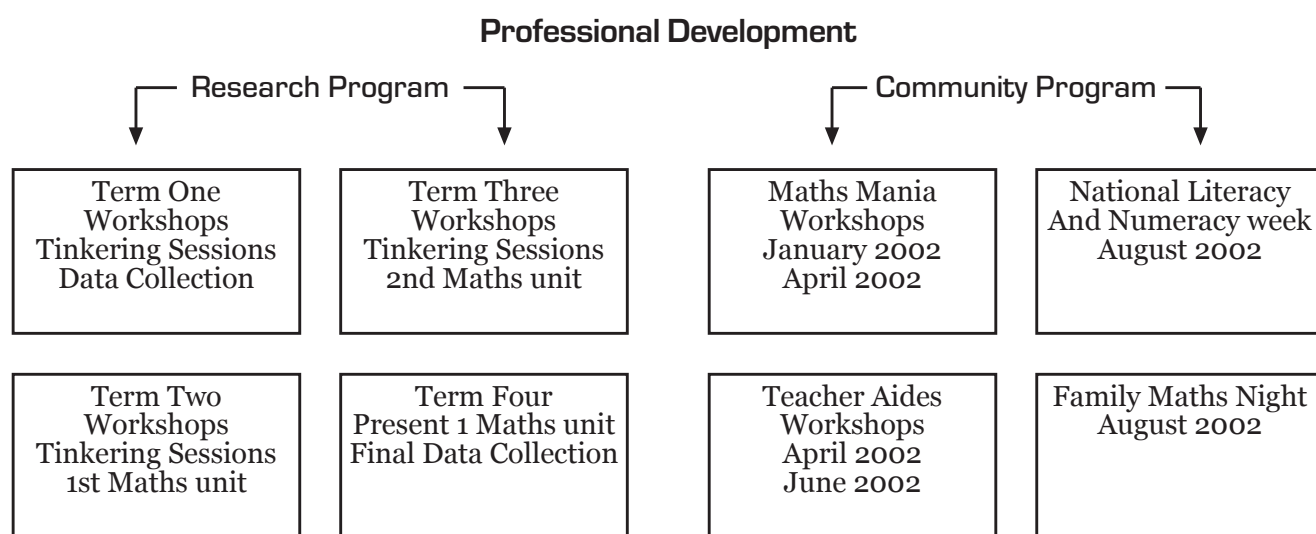 Professional Development
Research Program
Community Program
Term One
Workshops
Tinkering Sessions
Data Collection
Term Three
Workshops
Tinkering Sessions
2nd Maths unit
Maths Mania
Workshops
January 2002
April 2002
National Literacy
And Numeracy week
August 2002
Term Two
Workshops
Tinkering Sessions
1st Maths unit
Term Four
Present 1 Maths unit
Final Data Collection
Teacher Aides
Workshops
April 2002
June 2002
Family Maths Night
August 2002